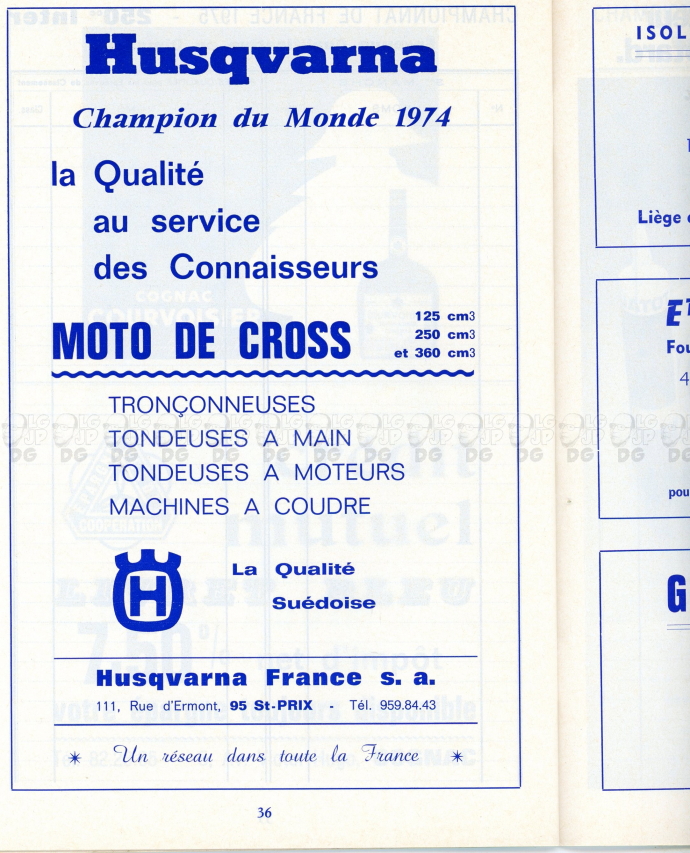 Husqvarna
Champion du Monde 1974
la Qualité
au service
des Connaisseurs
MOTO DE CROSS
125 cm3
250 cm3
et 360 cm3
TRONÇONNEUSES
TONDEUSES A MAIN
TONDEUSES A MOTEURS
MACHINES A COUDRE
H
La Qualité
Suédoise
Husqvarna France s. a.
111, Rue d'Ermont, 95 St-PRIX - Tél. 959.84.43
Un réseau dans toute la France
36
ISOL
Liège
Fou
4
pou
G